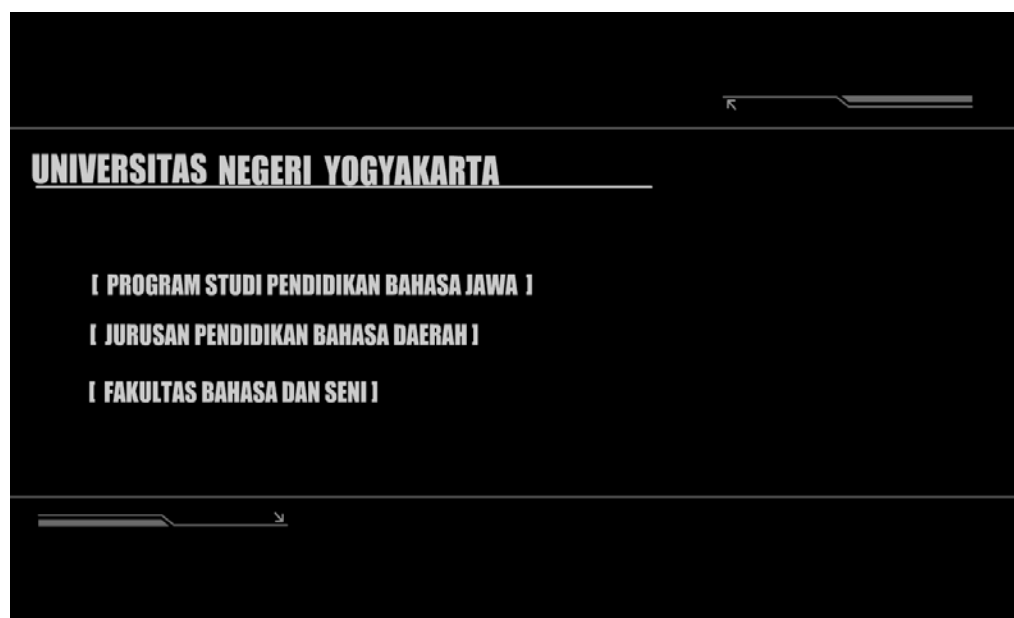 UNIVERSITAS NEGERI YOGYAKARTA
[ PROGRAM STUDI PENDIDIKAN BAHASA JAWA ]
[ JURUSAN PENDIDIKAN BAHASA DAERAH ]
[ FAKULTAS BAHASA DAN SENI ]